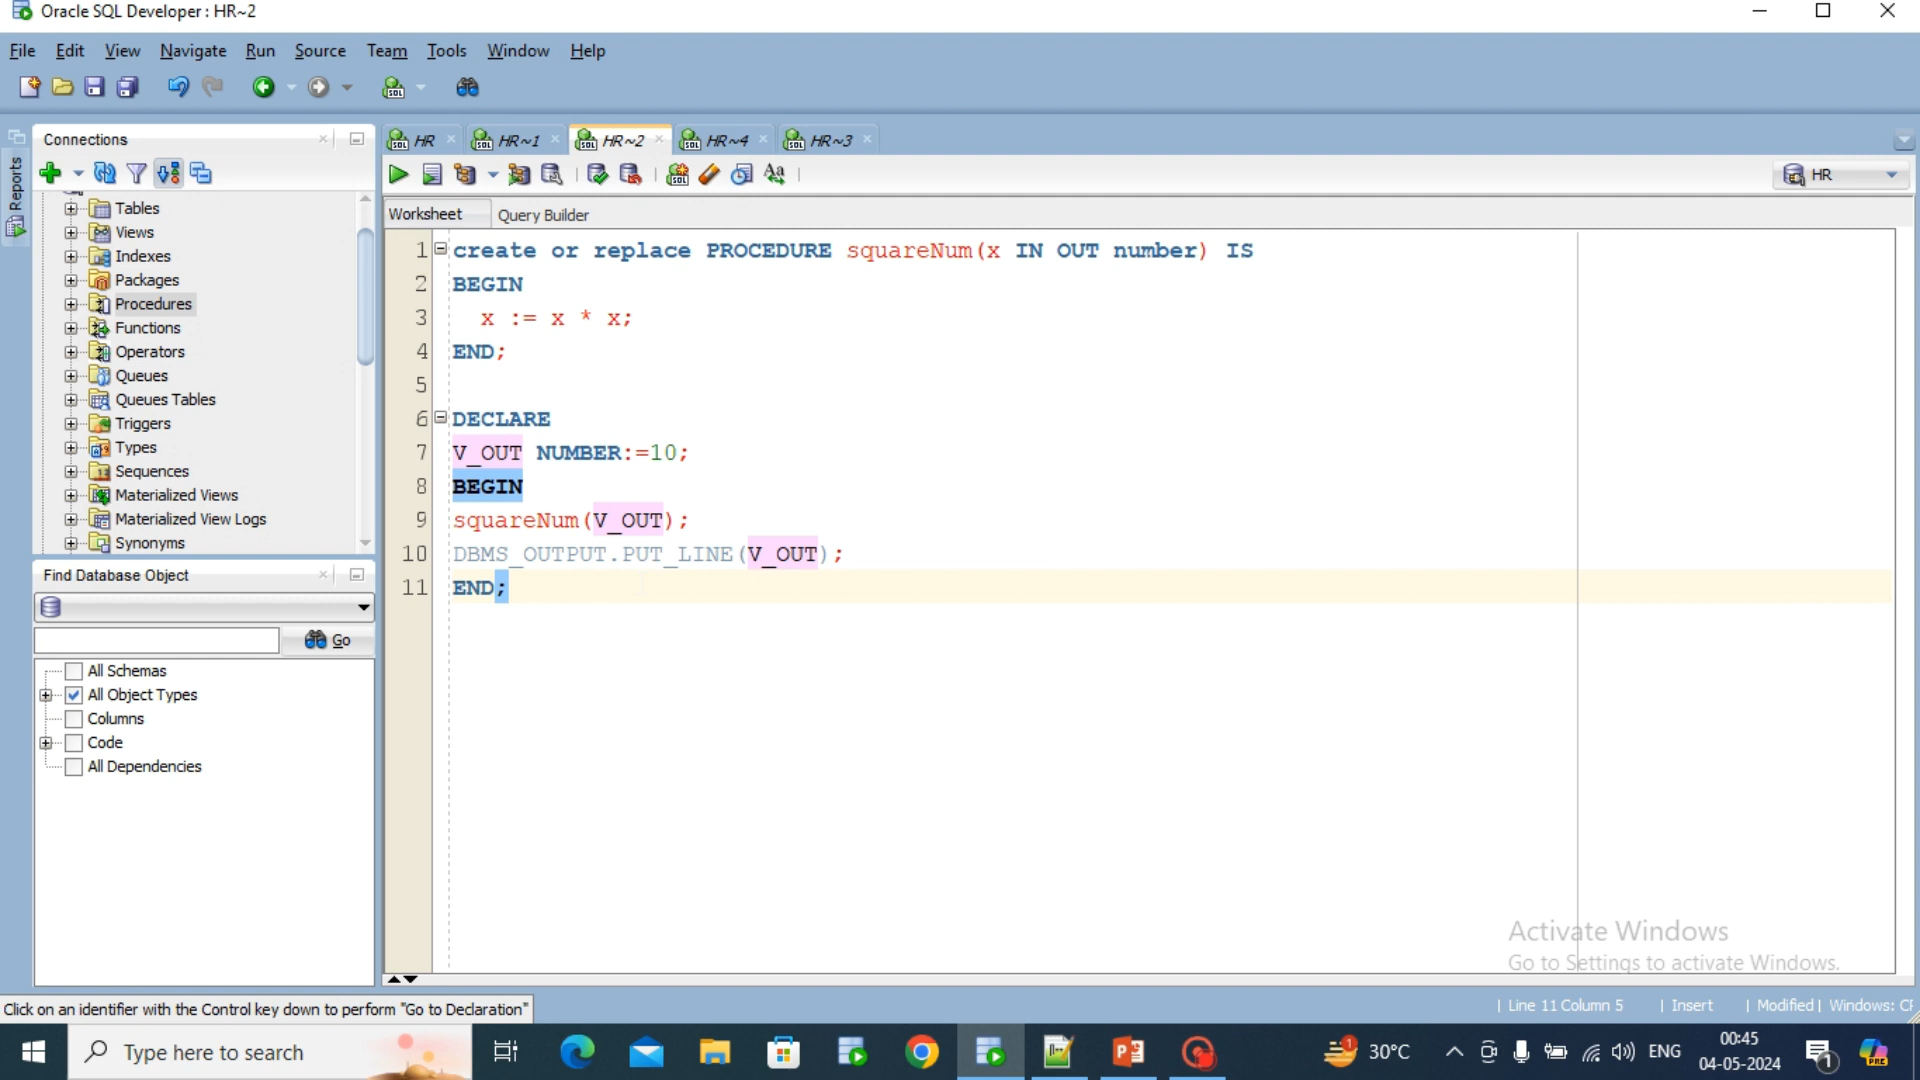 Oracle SQL Developer : HR~2
File Edit View Navigate Run Source Team Tools Window Help
Reports
Connections
Tables
Views
Indexes
Packages
Procedures
Functions
Operators
Queues
Queues Tables
Triggers
Types
Sequences
Materialized Views
Materialized View Logs
Synonyms
Find Database Object
Go
All Schemas
All Object Types
Columns
Code
All Dependencies
HR HR~1 HR~2 HR~4 HR~3
HR
Worksheet Query Builder
1 create or replace PROCEDURE squareNum(x IN OUT number) IS
2 BEGIN
3 x := x * x;
4 END;
5
6 DECLARE
7 V_OUT NUMBER:=10;
8 BEGIN
9 squareNum(V_OUT);
10 DBMS_OUTPUT.PUT_LINE(V_OUT);
11 END;
Activate Windows
Go to Settings to activate Windows.
Click on an identifier with the Control key down to perform "Go to Declaration"
| Line 11 Column 5 | Insert | Modified | Windows:
Type here to search
1 30°C ENG 00:45
04-05-2024
1
PRE